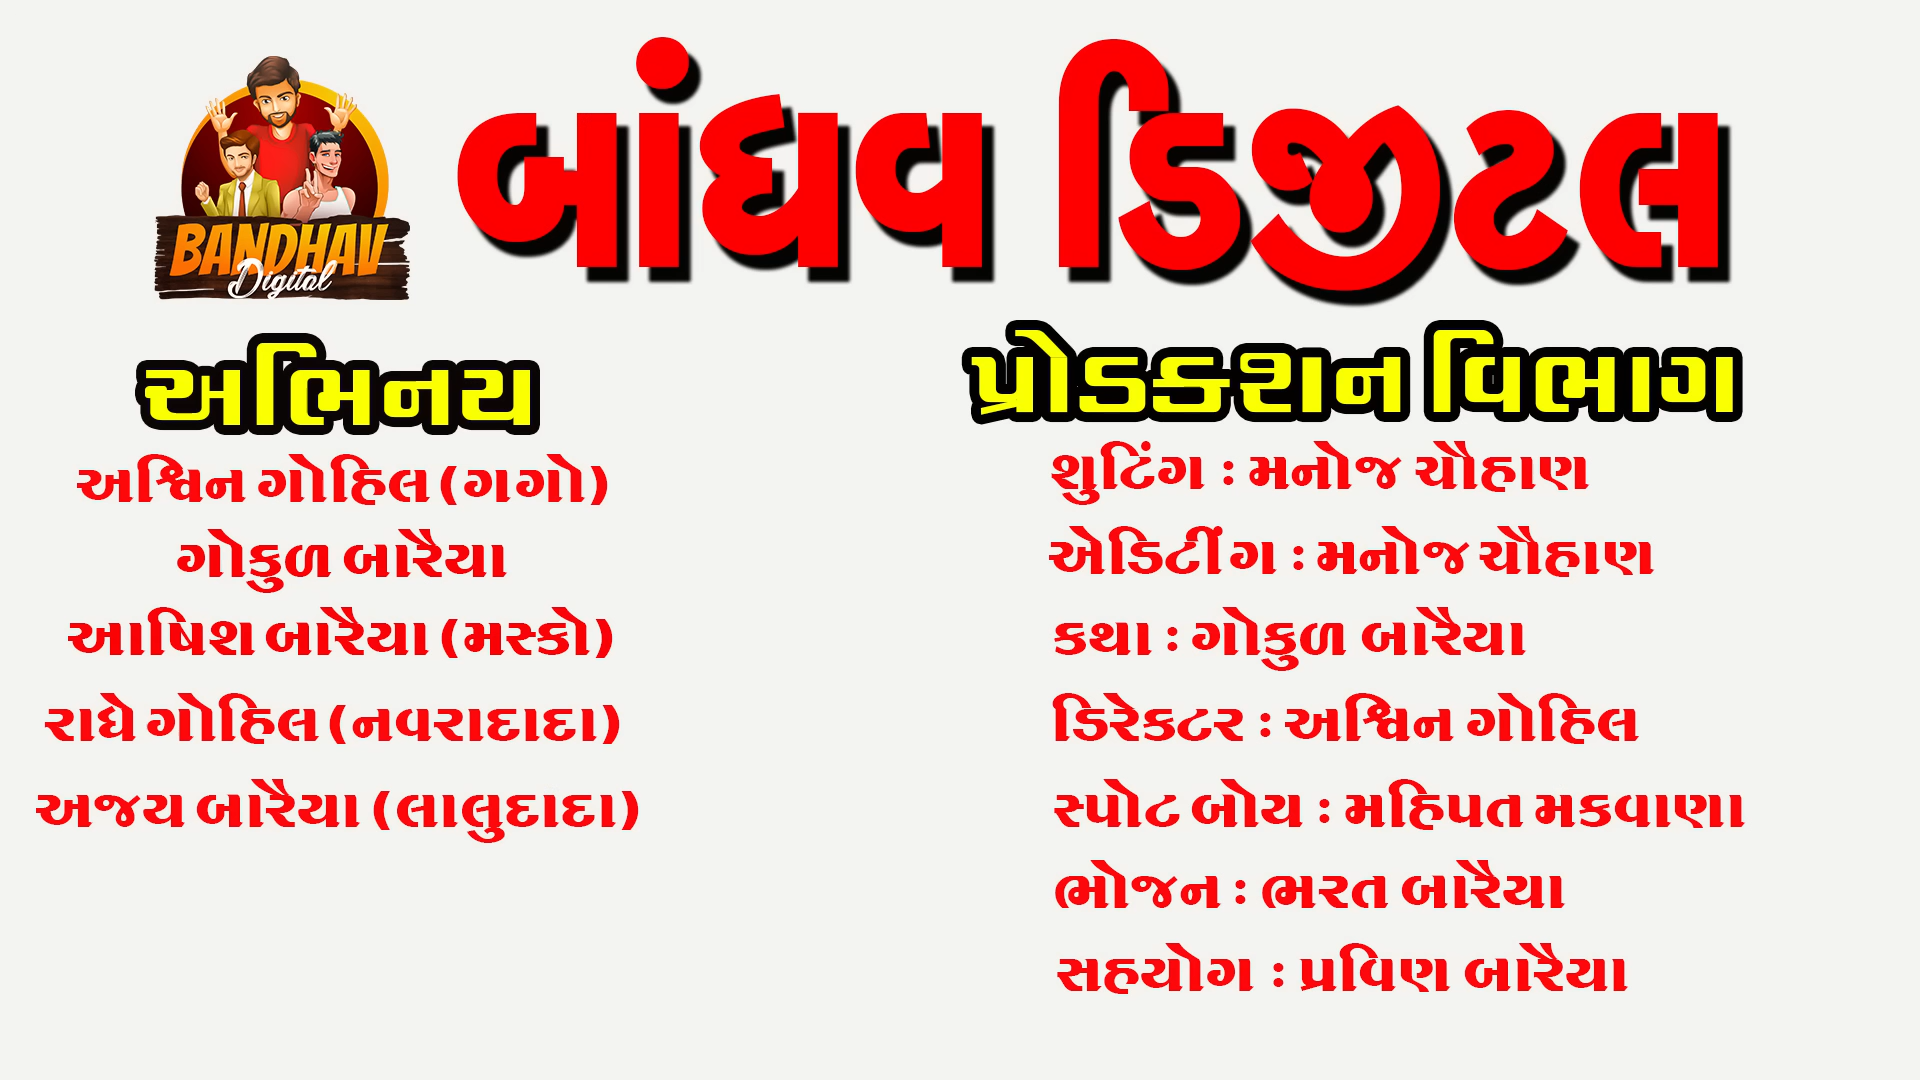 BANDHAV
Digital
બાંધવ ડિજીટલ
અભિનય
અશ્વિન ગોહિલ (ગગો)
ગોકુળ બારૈયા
આષિશ બારૈયા (મસ્કો)
રાધે ગોહિલ (નવરાદાદા)
અજય બારૈયા (લાલુદાદા)
પ્રોડકશન વિભાગ
શુટિંગ : મનોજ ચૌહાણ
એડિર્ટીંગ : મનોજ ચૌહાણ
કથા : ગોકુળ બારૈયા
ડિરેકટર : અશ્વિન ગોહિલ
સ્પોટ બોય : મહિપત મકવાણા
ભોજન : ભરત બારૈયા
સહયોગ : પ્રવિણ બારૈયા